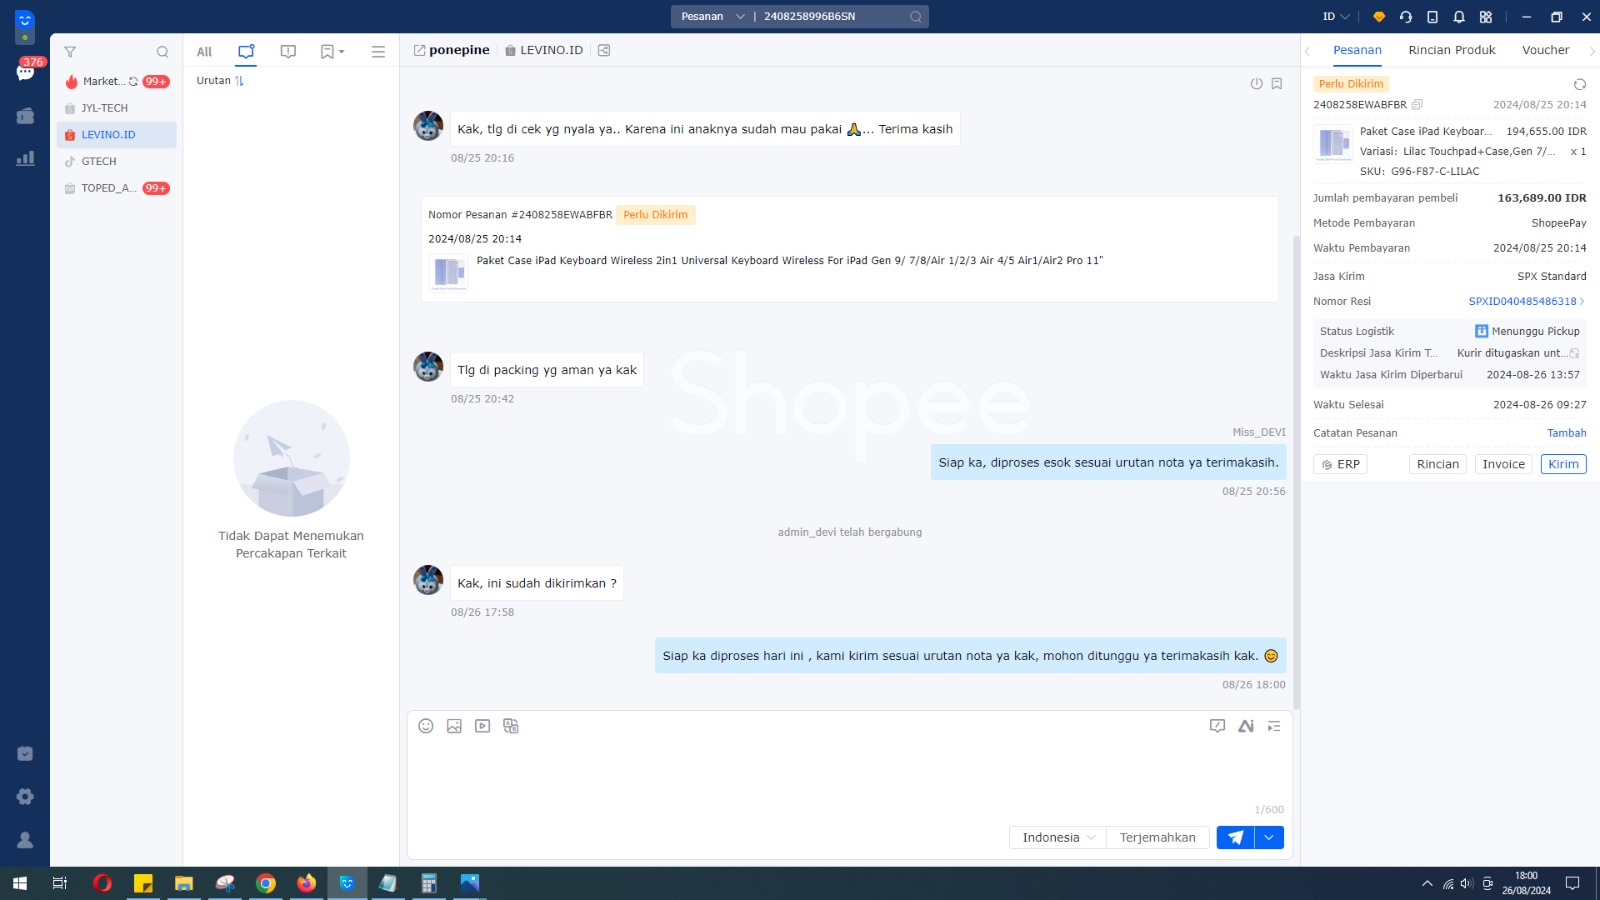 Pesanan | 2408258996B6SN
ID
376
Market... 99+
JYL-TECH
LEVINO.ID
GTECH
TOPED_A... 99+
All
Urutan
Tidak Dapat Menemukan
Percakapan Terkait
ponepine LEVINO.ID
Kak, tlg di cek yg nyala ya.. Karena ini anaknya sudah mau pakai 🙏... Terima kasih
08/25 20:16
Nomor Pesanan #2408258EWABFBR Perlu Dikirim
2024/08/25 20:14
Paket Case iPad Keyboard Wireless 2in1 Universal Keyboard Wireless For iPad Gen 9/ 7/8/Air 1/2/3 Air 4/5 Air1/Air2 Pro 11"
Shopee
Tlg di packing yg aman ya kak
08/25 20:42
Miss_DEVI
Siap ka, diproses esok sesuai urutan nota ya terimakasih.
08/25 20:56
admin_devi telah bergabung
Kak, ini sudah dikirimkan ?
08/26 17:58
Siap ka diproses hari ini , kami kirim sesuai urutan nota ya kak, mohon ditunggu ya terimakasih kak. 😊
08/26 18:00
1/600
Indonesia Terjemahkan
Pesanan Rincian Produk Voucher
Perlu Dikirim
2408258EWABFBR 2024/08/25 20:14
Paket Case iPad Keyboar... 194,655.00 IDR
Variasi: Lilac Touchpad+Case,Gen 7/... x 1
SKU: G96-F87-C-LILAC
Jumlah pembayaran pembeli 163,689.00 IDR
Metode Pembayaran ShopeePay
Waktu Pembayaran 2024/08/25 20:14
Jasa Kirim SPX Standard
Nomor Resi SPXID040485486318
Status Logistik Menunggu Pickup
Deskripsi Jasa Kirim T... Kurir ditugaskan unt...
Waktu Jasa Kirim Diperbarui 2024-08-26 13:57
Waktu Selesai 2024-08-26 09:27
Catatan Pesanan Tambah
ERP Rincian Invoice Kirim
18:00
26/08/2024